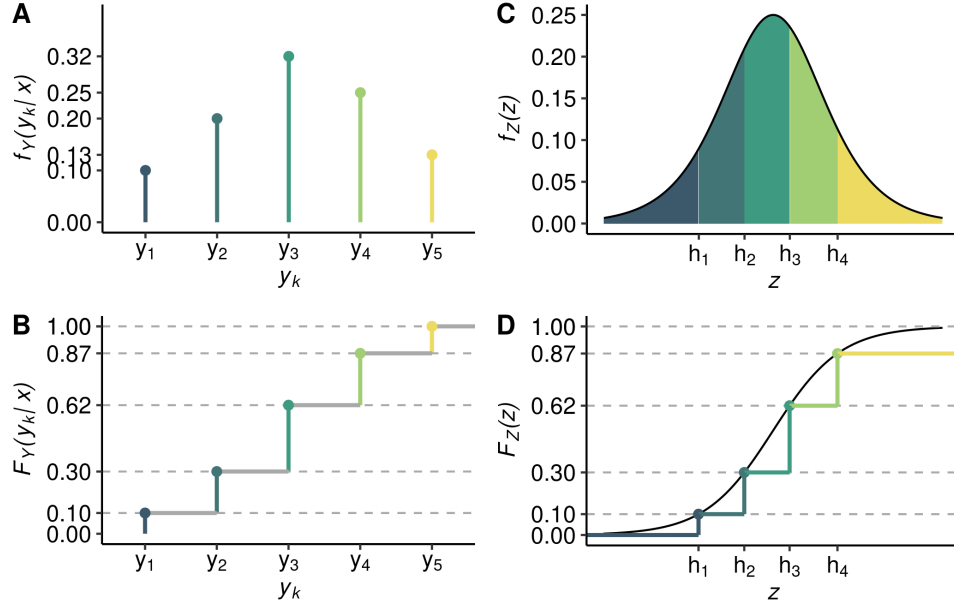 A
f_Y(y_k| x)
0.32
0.25
0.20
0.13
0.10
0.00
y₁ y₂ y₃ y₄ y₅
y_k
C
f_Z(z)
0.25
0.20
0.15
0.10
0.05
0.00
h₁ h₂ h₃ h₄
z
B
F_Y(y_k| x)
1.00
0.87
0.62
0.30
0.10
0.00
y₁ y₂ y₃ y₄ y₅
y_k
D
F_Z(z)
1.00
0.87
0.62
0.30
0.10
0.00
h₁ h₂ h₃ h₄
z